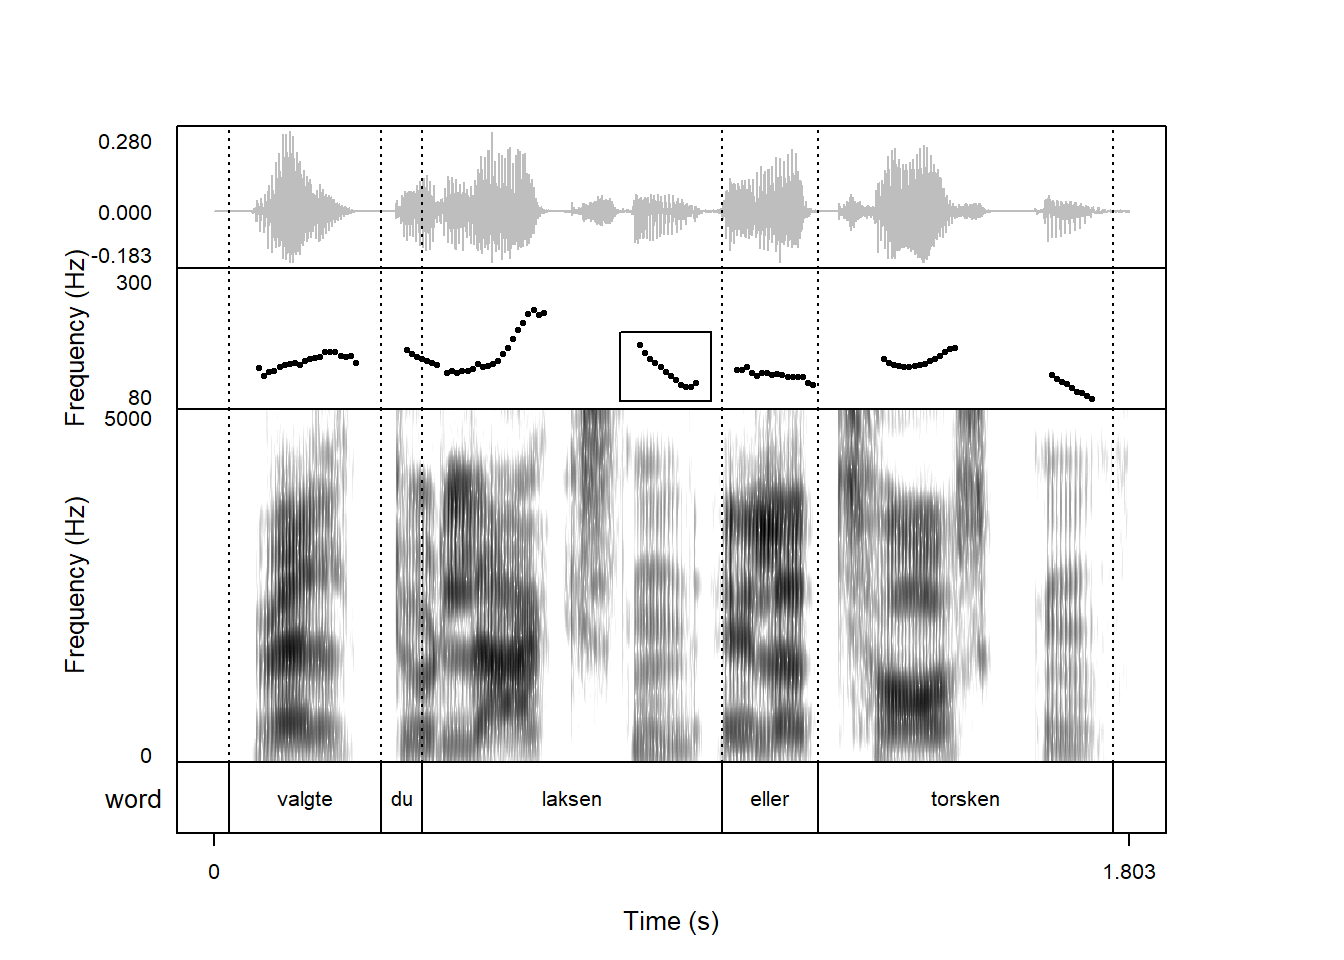 0.280
0.000
-0.183
Frequency (Hz)
300
80
Frequency (Hz)
5000
0
word valgte du laksen eller torsken
0 1.803
Time (s)